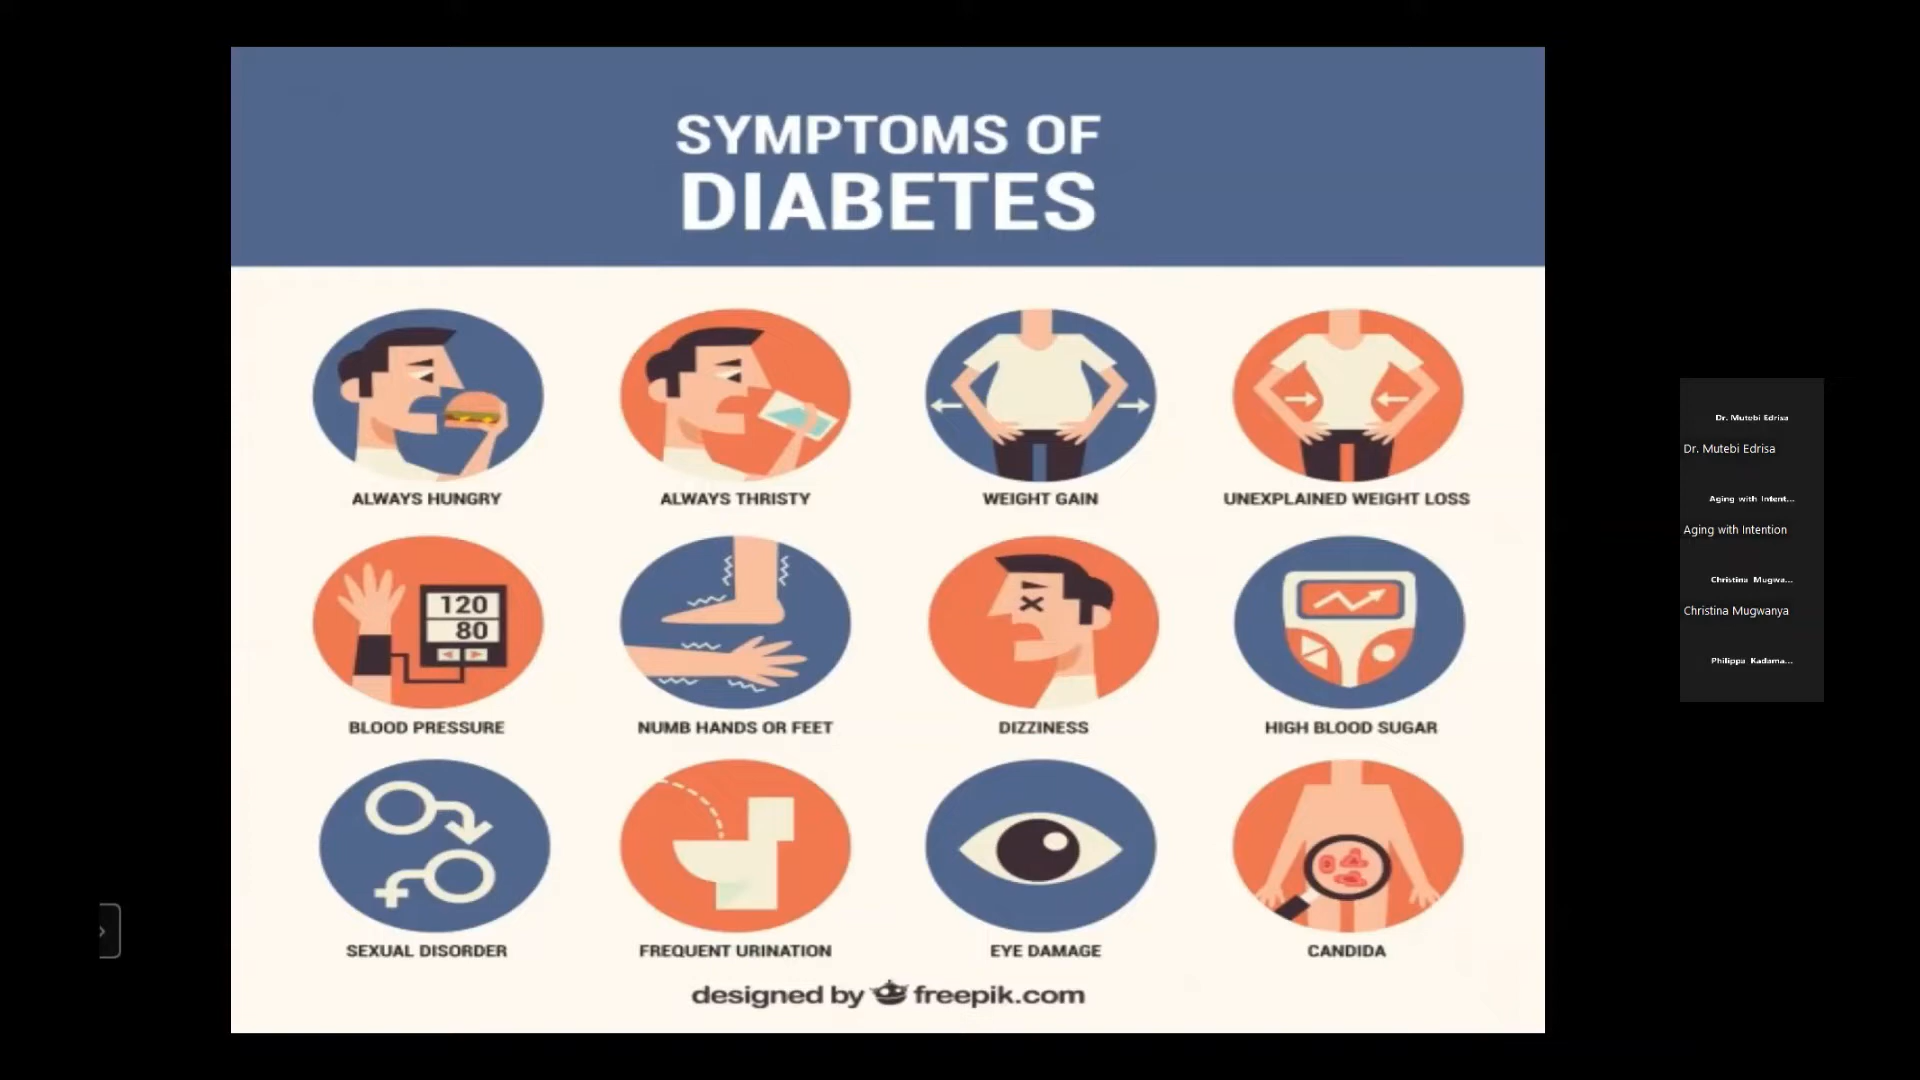 SYMPTOMS OF
DIABETES
ALWAYS HUNGRY
ALWAYS THRISTY
WEIGHT GAIN
UNEXPLAINED WEIGHT LOSS
120
80
BLOOD PRESSURE
NUMB HANDS OR FEET
DIZZINESS
HIGH BLOOD SUGAR
SEXUAL DISORDER
FREQUENT URINATION
EYE DAMAGE
CANDIDA
designed by freepik.com
Dr. Mutebi Edrisa
Dr. Mutebi Edrisa
Aging with Intent...
Aging with Intention
Christina Mugwa...
Christina Mugwanya
Philippa Kadama...